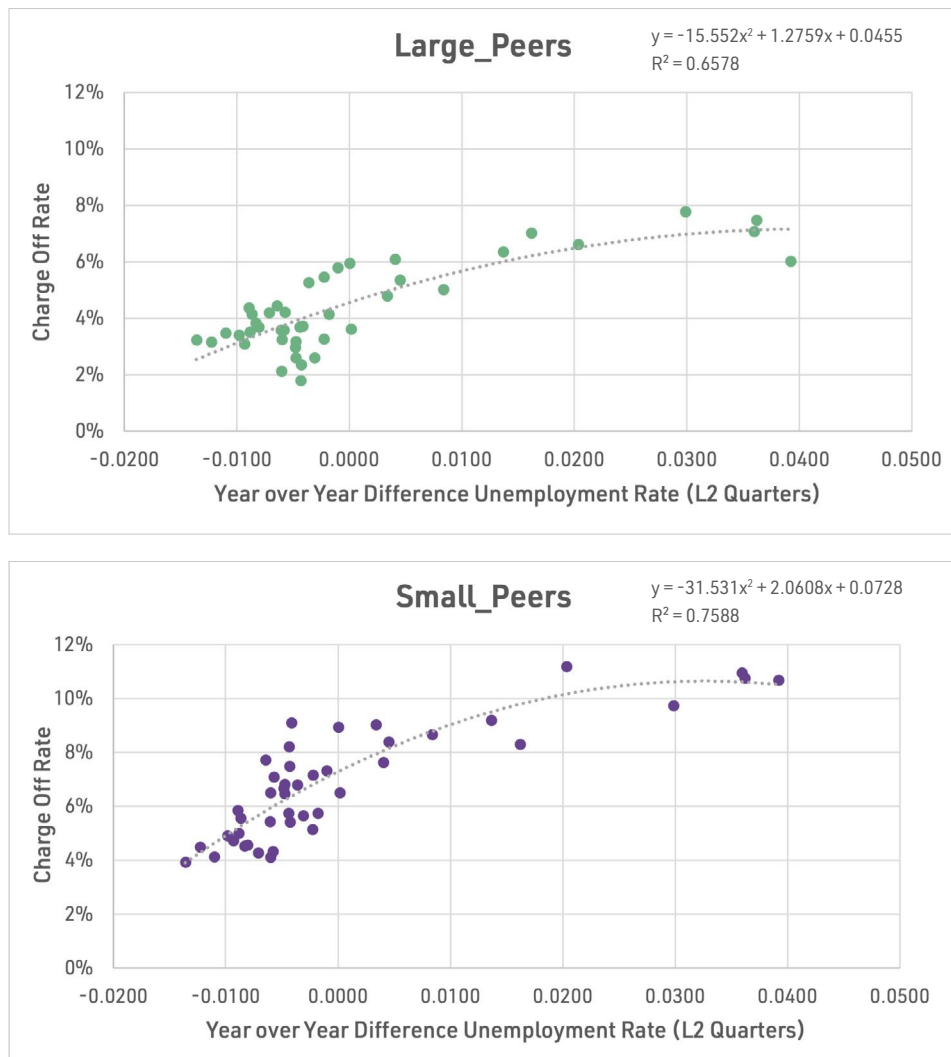 Large_Peers
y = -15.552x² + 1.2759x + 0.0455
R² = 0.6578
12%
10%
8%
6%
4%
2%
0%
Charge Off Rate
-0.0200 -0.0100 0.0000 0.0100 0.0200 0.0300 0.0400 0.0500
Year over Year Difference Unemployment Rate (L2 Quarters)
Small_Peers
y = -31.531x² + 2.0608x + 0.0728
R² = 0.7588
12%
10%
8%
6%
4%
2%
0%
Charge Off Rate
-0.0200 -0.0100 0.0000 0.0100 0.0200 0.0300 0.0400 0.0500
Year over Year Difference Unemployment Rate (L2 Quarters)